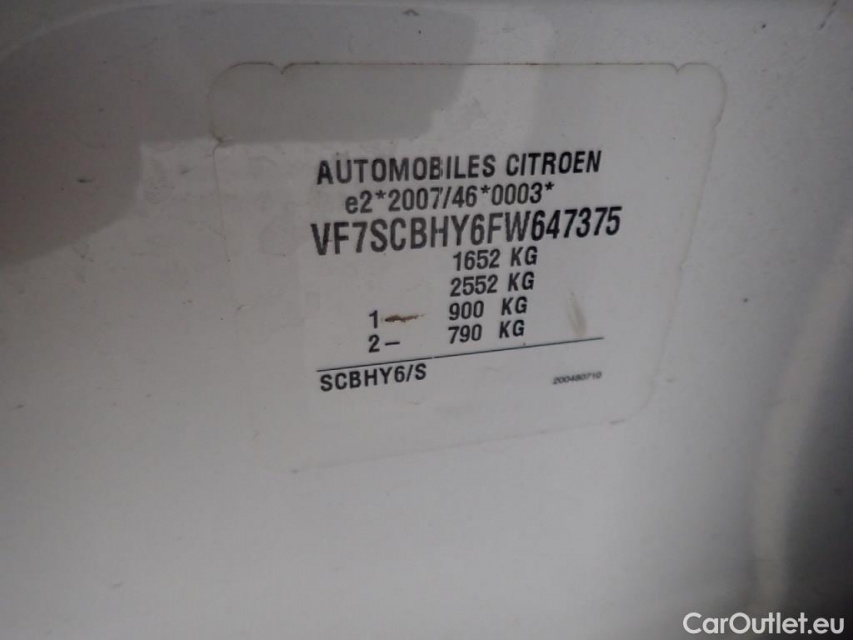 AUTOMOBILES CITROEN
e2*2007/46*0003*
VF7SCBHY6FW647375
1652 KG
2552 KG
1– 900 KG
2– 790 KG
SCBHY6/S 200480710
CarOutlet.eu